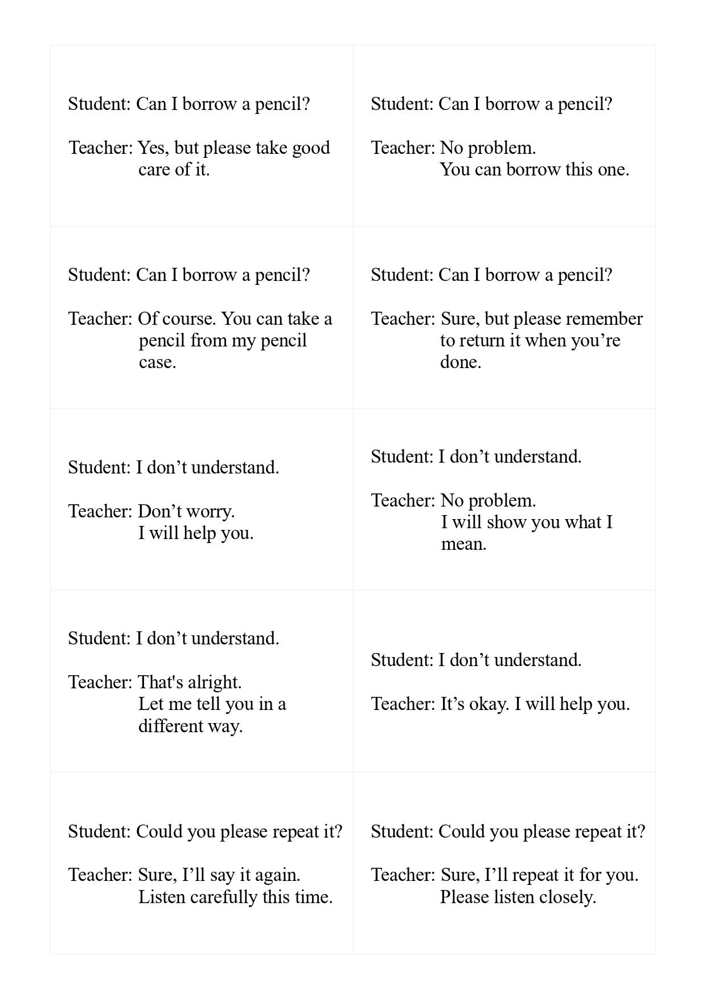 Student: Can I borrow a pencil?
Teacher: Yes, but please take good
care of it.
Student: Can I borrow a pencil?
Teacher: No problem.
You can borrow this one.
Student: Can I borrow a pencil?
Teacher: Of course. You can take a
pencil from my pencil
case.
Student: Can I borrow a pencil?
Teacher: Sure, but please remember
to return it when you’re
done.
Student: I don’t understand.
Teacher: Don’t worry.
I will help you.
Student: I don’t understand.
Teacher: No problem.
I will show you what I
mean.
Student: I don’t understand.
Teacher: That's alright.
Let me tell you in a
different way.
Student: I don’t understand.
Teacher: It’s okay. I will help you.
Student: Could you please repeat it?
Teacher: Sure, I’ll say it again.
Listen carefully this time.
Student: Could you please repeat it?
Teacher: Sure, I’ll repeat it for you.
Please listen closely.